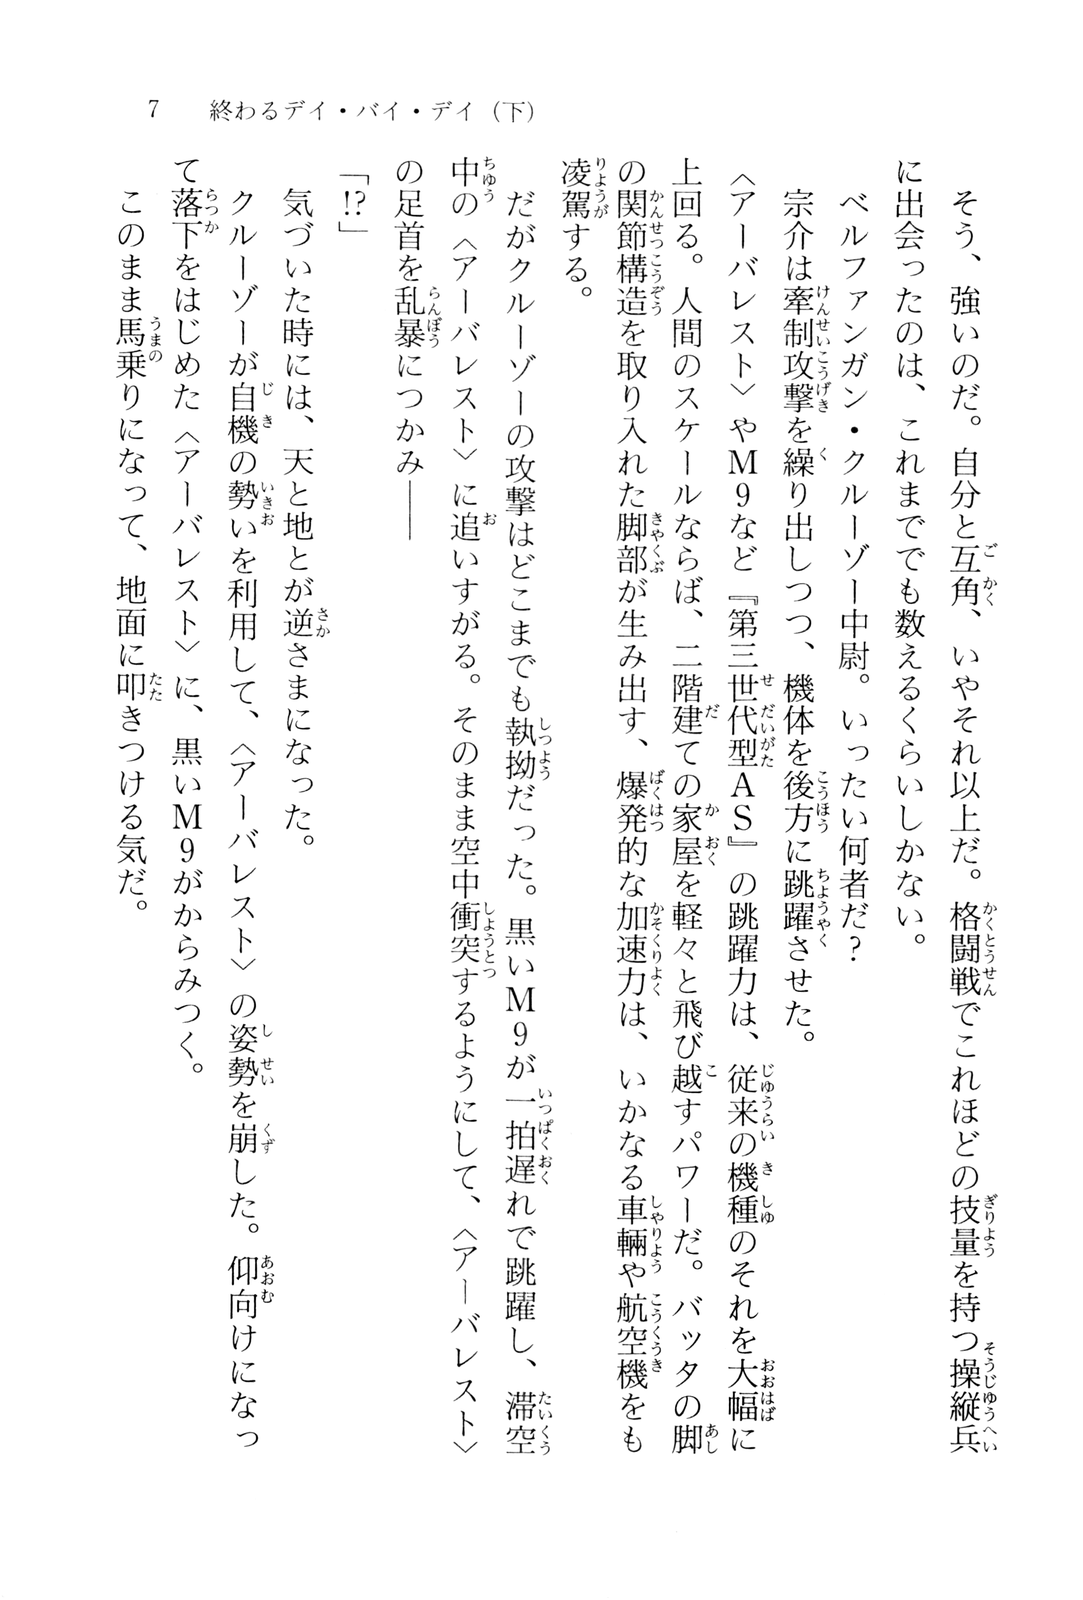 7 終わるデイ・バイ・デイ（下）
そう、強いのだ。自分と互角、いやそれ以上だ。格闘戦でこれほどの技量を持つ操縦兵
に出会ったのは、これまででも数えるくらいしかない。
ベルファンガン・クルーゾー中尉。いったい何者だ？
宗介は牽制攻撃を繰り出しつつ、機体を後方に跳躍させた。
〈アーバレスト〉やＭ９など『第三世代型ＡＳ』の跳躍力は、従来の機種のそれを大幅に
上回る。人間のスケールならば、二階建ての家屋を軽々と飛び越すパワーだ。バッタの脚
の関節構造を取り入れた脚部が生み出す、爆発的な加速力は、いかなる車輛や航空機をも
凌駕する。
だがクルーゾーの攻撃はどこまでも執拗だった。黒いＭ９が一拍遅れで跳躍し、滞空
中の〈アーバレスト〉に追いすがる。そのまま空中衝突するようにして、〈アーバレスト〉
の足首を乱暴につかみ――
「!?」
気づいた時には、天と地とが逆さまになった。
クルーゾーが自機の勢いを利用して、〈アーバレスト〉の姿勢を崩した。仰向けになっ
て落下をはじめた〈アーバレスト〉に、黒いＭ９がからみつく。
このまま馬乗りになって、地面に叩きつける気だ。